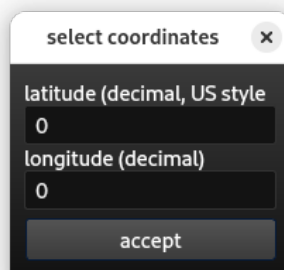 select coordinates
latitude (decimal, US style
0
longitude (decimal)
0
accept